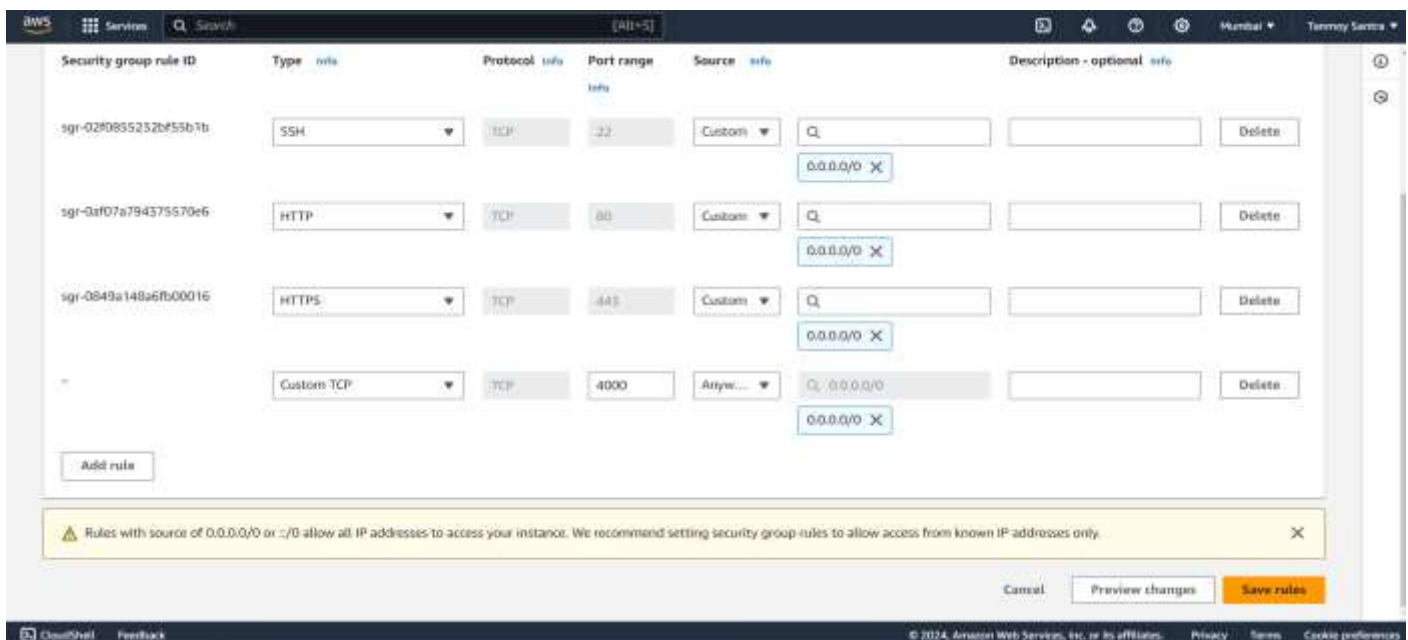 aws Services Search [Alt+S] Mumbai Tanmoy Santra
Security group rule ID Type Info Protocol Info Port range Source Info Description - optional Info
Info
SSH TCP 22 Custom Delete
0.0.0.0/0
sgr-0af07a794375570e6 HTTP TCP 80 Custom Delete
0.0.0.0/0
sgr-0849a148a6fb00016 HTTPS TCP 443 Custom Delete
0.0.0.0/0
- Custom TCP TCP 4000 Anyw... 0.0.0.0/0 Delete
0.0.0.0/0
Add rule
Rules with source of 0.0.0.0/0 or ::/0 allow all IP addresses to access your instance. We recommend setting security group rules to allow access from known IP addresses only.
Cancel Preview changes Save rules
CloudShell Feedback © 2024, Amazon Web Services, Inc. or its affiliates. Privacy Terms Cookie preferences